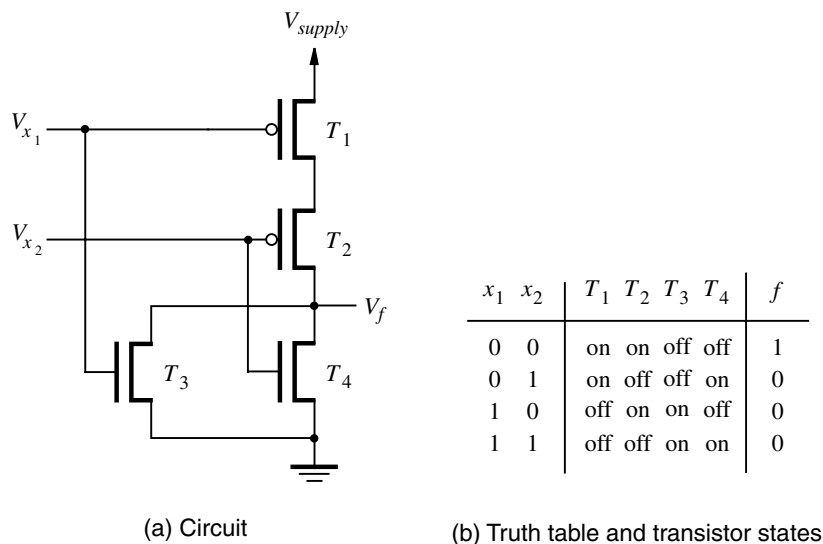 V_supply
V_x_1
T_1
V_x_2
T_2
V_f
T_3
T_4
x_1 x_2 T_1 T_2 T_3 T_4 f
0 0 on on off off 1
0 1 on off off on 0
1 0 off on on off 0
1 1 off off on on 0
(a) Circuit
(b) Truth table and transistor states